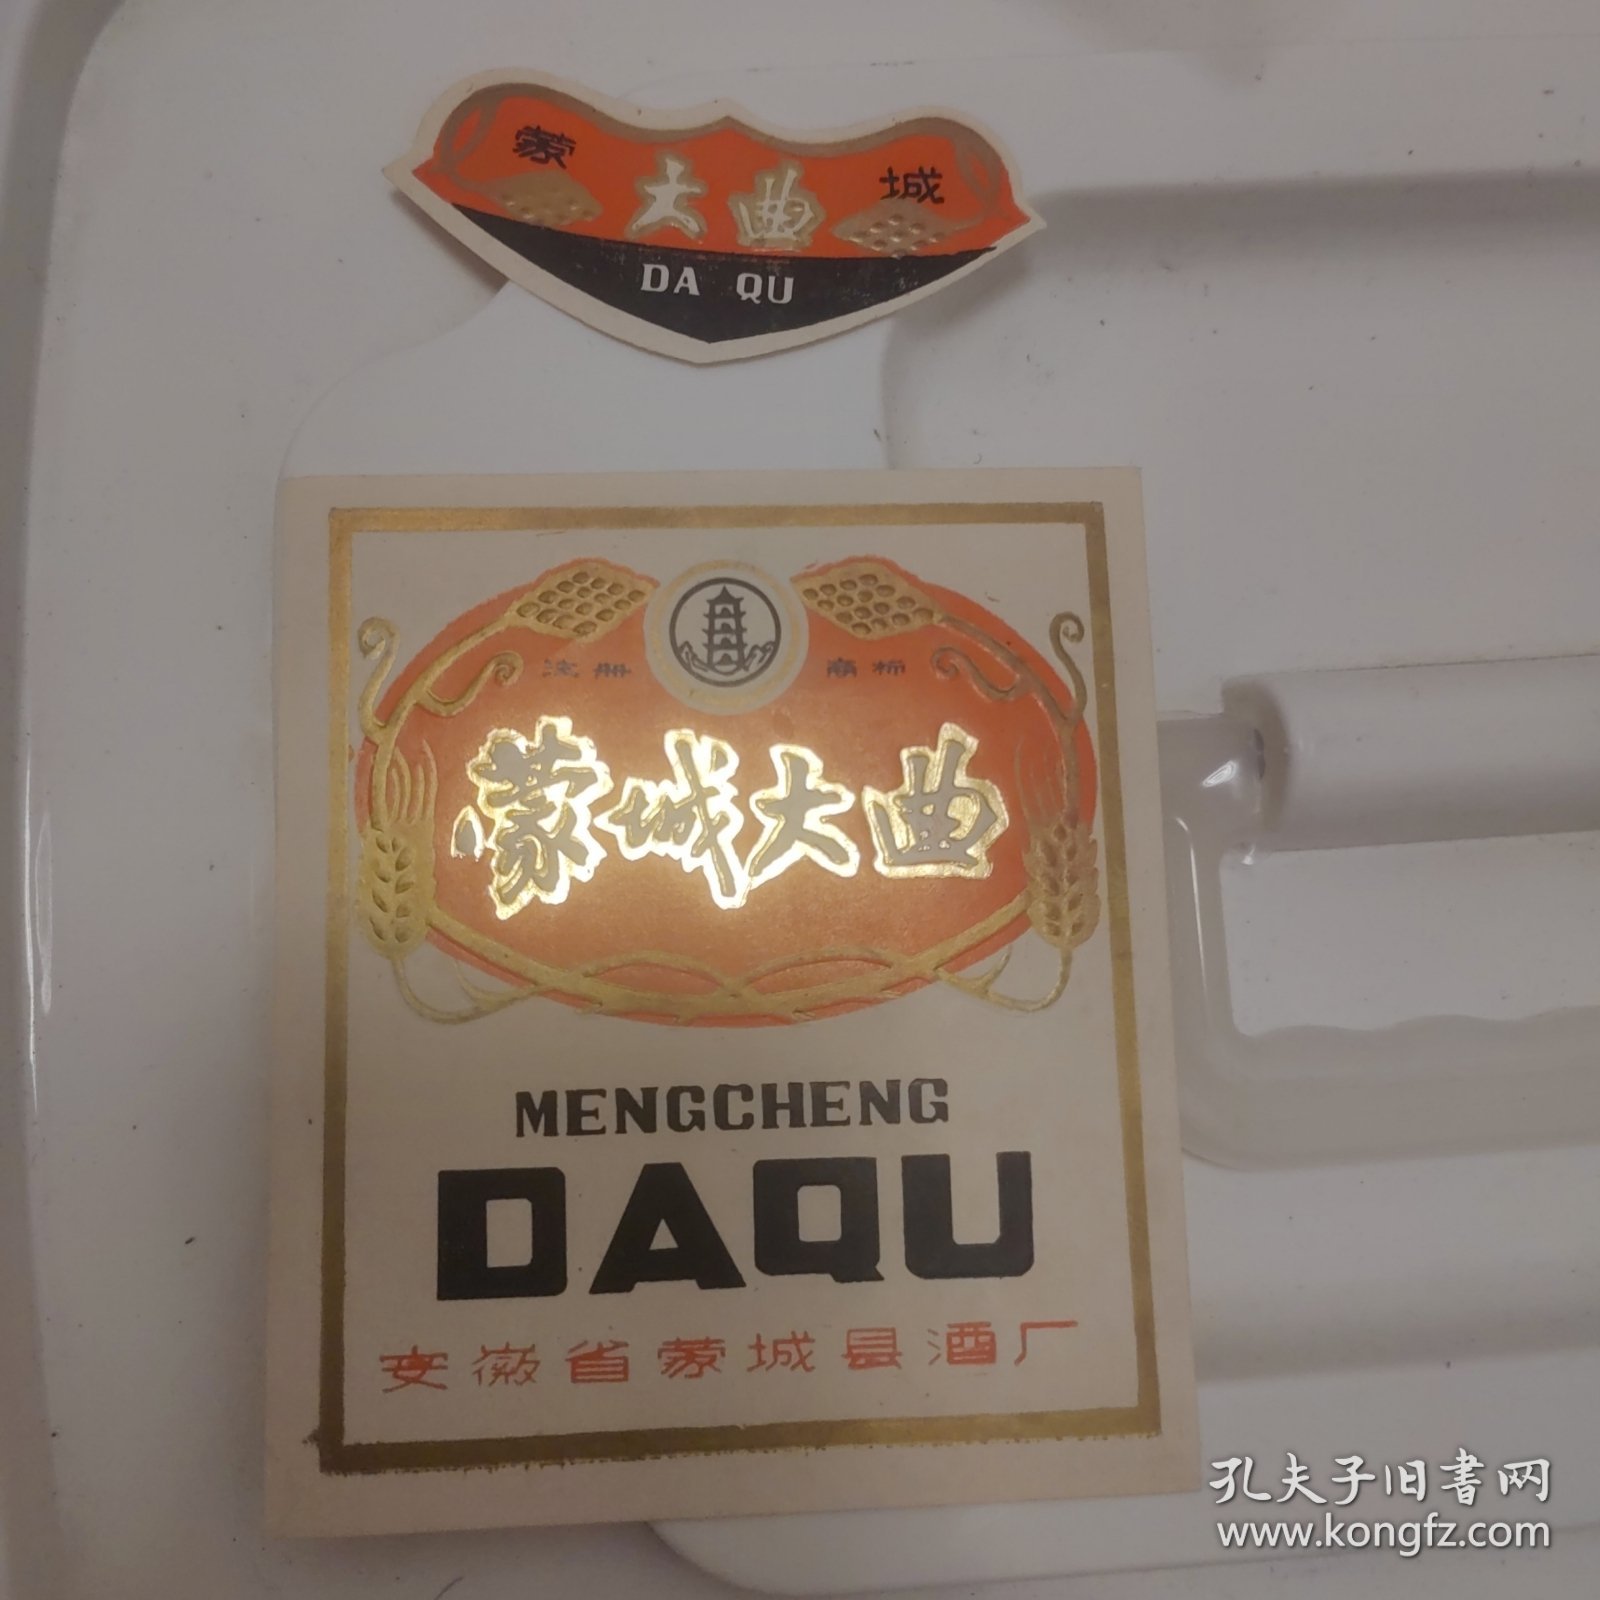 蒙 大曲 城
DA QU
注册 商标
蒙城大曲
MENGCHENG
DAQU
安徽省蒙城县酒厂
孔夫子旧书网
www.kongfz.com